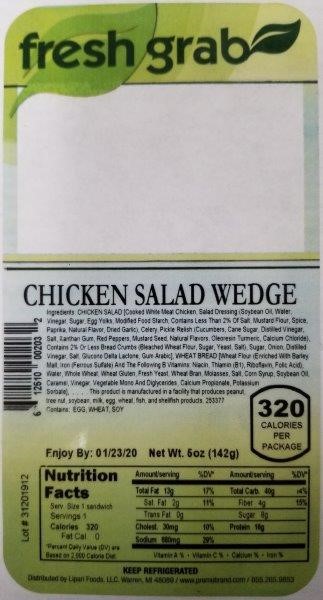 fresh grab
CHICKEN SALAD WEDGE
Ingredients: CHICKEN SALAD [Cooked White Meat Chicken, Salad Dressing (Soybean Oil, Water,
Vinegar, Sugar, Egg Yolks, Modified Food Starch, Contains Less Than 2% Of Salt, Mustard Flour, Spice,
Paprika, Natural Flavor, Dried Garlic), Celery, Pickle Relish (Cucumbers, Cane Sugar, Distilled Vinegar,
Salt, Xanthan Gum, Red Peppers, Mustard Seed, Natural Flavors, Oleoresin Turmeric, Calcium Chloride),
Contains 2% Or Less Bread Crumbs (Bleached Wheat Flour, Sugar, Yeast, Salt), Sugar, Onion, Distilled
Vinegar, Salt, Glucono Delta Lactone, Gum Arabic], WHEAT BREAD [Wheat Flour (Enriched With Barley
Malt, Iron (Ferrous Sulfate) And The Following B Vitamins: Niacin, Thiamin (B1), Riboflavin, Folic Acid),
Water, Whole Wheat, Wheat Gluten, Fresh Yeast, Wheat Bran, Molasses, Salt, Corn Syrup, Soybean Oil,
Caramel, Vinegar, Vegetable Mono And Diglycerides, Calcium Propionate, Potassium
Sorbate]. This product is manufactured in a facility that produces peanut,
tree nut, soybean, milk, egg, wheat, fish, and shellfish products. 253377
Contains: EGG, WHEAT, SOY
6 12510 00203 2
320
CALORIES
PER
PACKAGE
Enjoy By: 01/23/20 Net Wt. 5oz (142g)
Lot # 31201912
Nutrition
Facts
Serv. Size 1 sandwich
Servings 1
Calories 320
Fat Cal. 0
*Percent Daily Value (DV) are
Based on 2,000 Calorie Diet.
Amount/serving %DV*
Total Fat 13g 17%
Sat. Fat 2g 11%
Trans Fat 0g
Cholest. 30mg 10%
Sodium 660mg 29%
Amount/serving %DV*
Total Carb. 40g 14%
Fiber 4g 15%
Sugar 8g
Protein 16g
Vitamin A % • Vitamin C % • Calcium % • Iron %
KEEP REFRIGERATED
Distributed by Lipari Foods, LLC. Warren, MI 48089 / www.premobrand.com / 855.265.9853